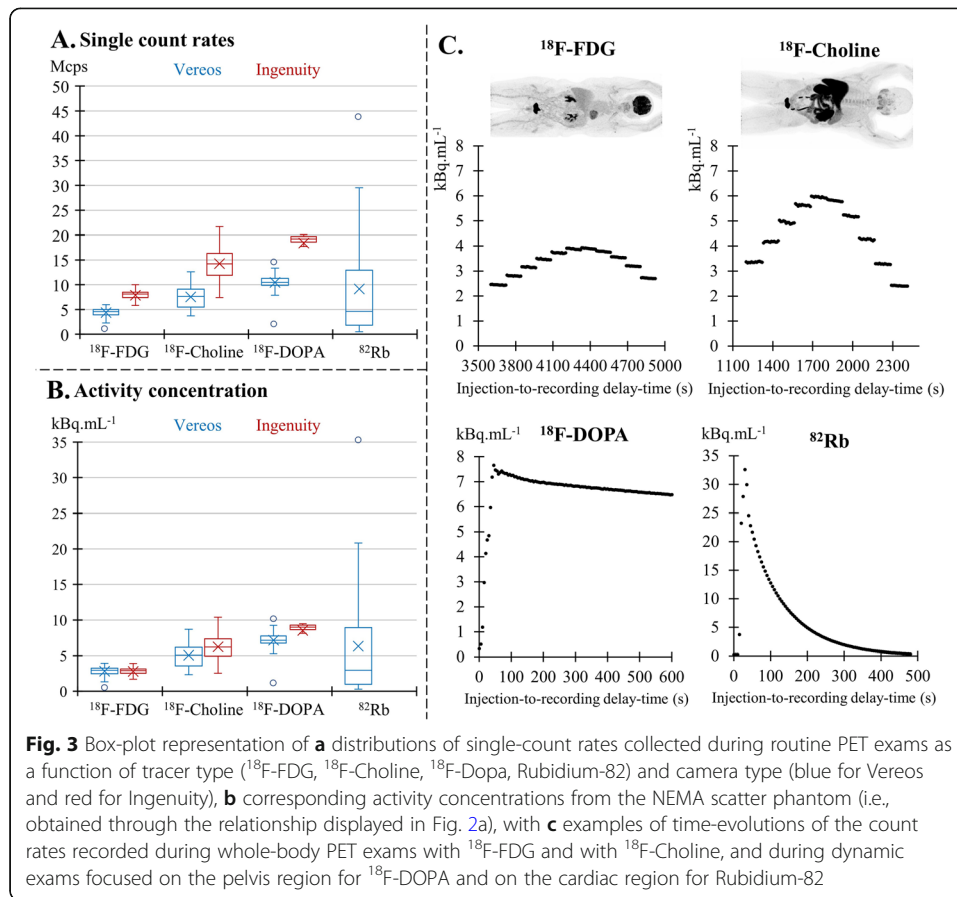 A. Single count rates
Mcps
Vereos Ingenuity
50
45
40
35
30
25
20
15
10
5
0
¹⁸F-FDG ¹⁸F-Choline ¹⁸F-DOPA ⁸²Rb
B. Activity concentration
kBq.mL⁻¹
Vereos Ingenuity
35
30
25
20
15
10
5
0
¹⁸F-FDG ¹⁸F-Choline ¹⁸F-DOPA ⁸²Rb
C.
¹⁸F-FDG
kBq.mL⁻¹
8
7
6
5
4
3
2
1
0
3500 3800 4100 4400 4700 5000
Injection-to-recording delay-time (s)
¹⁸F-Choline
kBq.mL⁻¹
8
7
6
5
4
3
2
1
0
1100 1400 1700 2000 2300
Injection-to-recording delay-time (s)
¹⁸F-DOPA
kBq.mL⁻¹
8
7
6
5
4
3
2
1
0
0 100 200 300 400 500 600
Injection-to-recording delay-time (s)
⁸²Rb
kBq.mL⁻¹
40
35
30
25
20
15
10
5
0
0 100 200 300 400 500
Injection-to-recording delay-time (s)
Fig. 3 Box-plot representation of a distributions of single-count rates collected during routine PET exams as
a function of tracer type (¹⁸F-FDG, ¹⁸F-Choline, ¹⁸F-Dopa, Rubidium-82) and camera type (blue for Vereos
and red for Ingenuity), b corresponding activity concentrations from the NEMA scatter phantom (i.e.,
obtained through the relationship displayed in Fig. 2a), with c examples of time-evolutions of the count
rates recorded during whole-body PET exams with ¹⁸F-FDG and with ¹⁸F-Choline, and during dynamic
exams focused on the pelvis region for ¹⁸F-DOPA and on the cardiac region for Rubidium-82